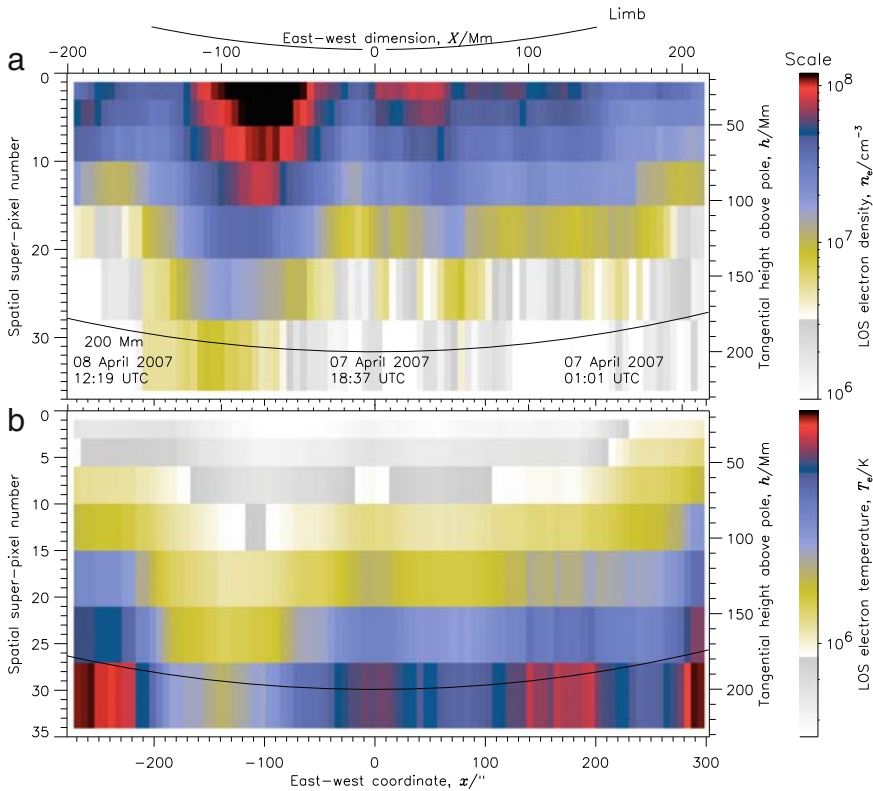 Limb
East-west dimension, X/Mm
−200 −100 0 100 200
a
Scale
0
10
20
30
Spatial super-pixel number
50
100
150
200
Tangential height above pole, h/Mm
10⁸
10⁷
10⁶
LOS electron density, nₑ/cm⁻³
200 Mm
08 April 2007 07 April 2007 07 April 2007
12:19 UTC 18:37 UTC 01:01 UTC
b
0
5
10
15
20
25
30
35
Spatial super-pixel number
50
100
150
200
Tangential height above pole, h/Mm
10⁶
LOS electron temperature, Tₑ/K
−200 −100 0 100 200 300
East-west coordinate, x/"